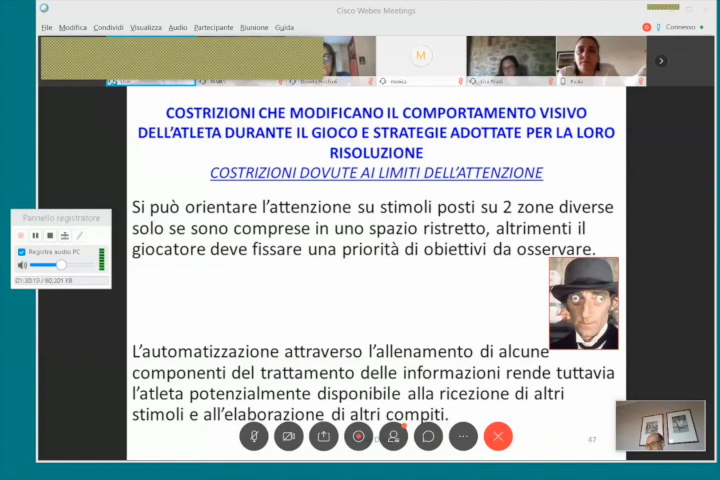 Cisco Webex Meetings
File Modifica Condividi Visualizza Audio Partecipante Riunione Guida
Connesso
M
monica
Paola
COSTRIZIONI CHE MODIFICANO IL COMPORTAMENTO VISIVO
DELL’ATLETA DURANTE IL GIOCO E STRATEGIE ADOTTATE PER LA LORO
RISOLUZIONE
COSTRIZIONI DOVUTE AI LIMITI DELL’ATTENZIONE
Si può orientare l’attenzione su stimoli posti su 2 zone diverse
solo se sono comprese in uno spazio ristretto, altrimenti il
giocatore deve fissare una priorità di obiettivi da osservare.
Pannello registratore
Registra audio PC
01:20:19 / 80,201 KB
L’automatizzazione attraverso l’allenamento di alcune
componenti del trattamento delle informazioni rende tuttavia
l’atleta potenzialmente disponibile alla ricezione di altri
stimoli e all’elaborazione di altri compiti.
47